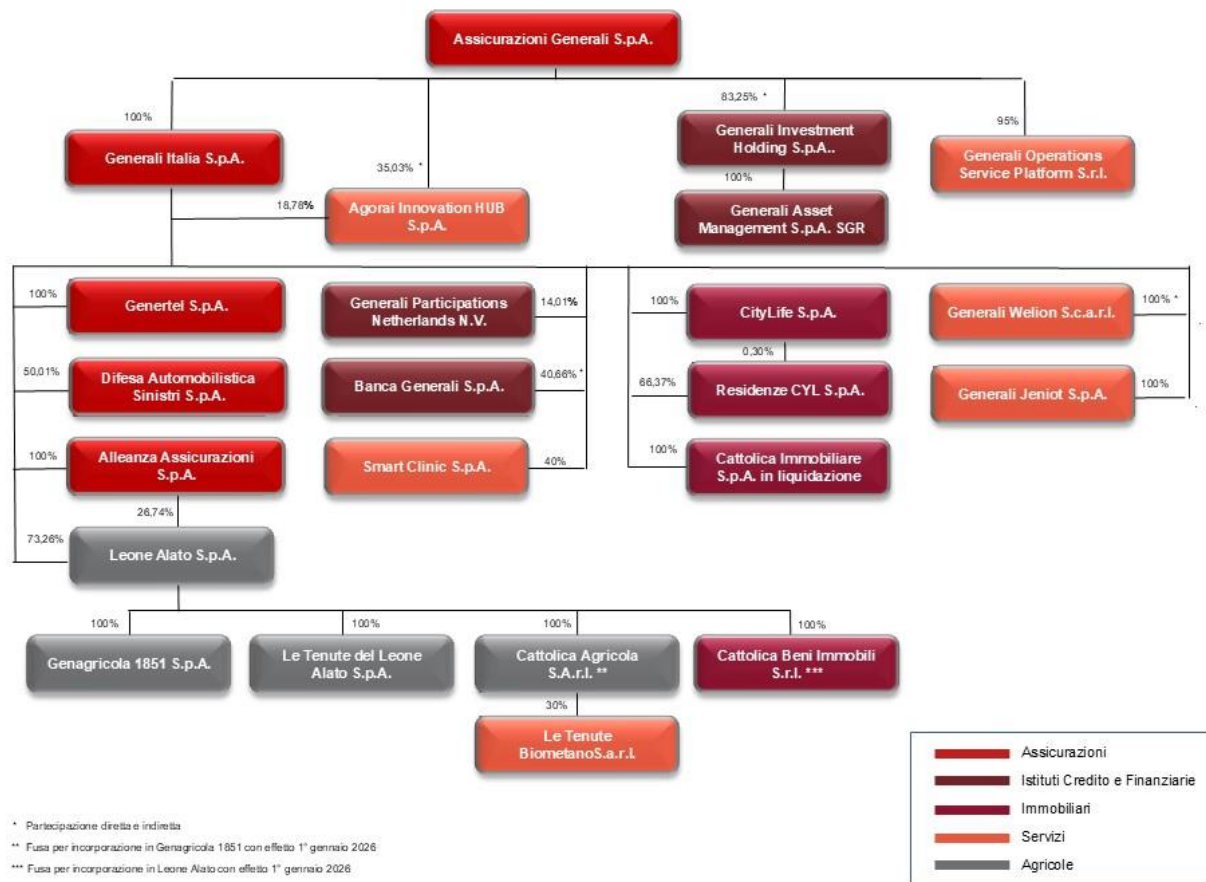 Assicurazioni Generali S.p.A.
100%
35,03% *
83,25% *
95%
Generali Italia S.p.A.
Generali Investment
Holding S.p.A..
Generali Operations
Service Platform S.r.l.
100%
18,78%
Agorai Innovation HUB
S.p.A.
Generali Asset
Management S.p.A. SGR
100%
Genertel S.p.A.
Generali Participations
Netherlands N.V.
14,01%
100%
CityLife S.p.A.
Generali Welion S.c.a.r.l.
100% *
0,30%
50,01%
Difesa Automobilistica
Sinistri S.p.A.
Banca Generali S.p.A.
40,66% *
66,37%
Residenze CYL S.p.A.
Generali Jeniot S.p.A.
100%
100%
Alleanza Assicurazioni
S.p.A.
Smart Clinic S.p.A.
40%
100%
Cattolica Immobiliare
S.p.A. in liquidazione
26,74%
73,26%
Leone Alato S.p.A.
100%
100%
100%
100%
Genagricola 1851 S.p.A.
Le Tenute del Leone
Alato S.p.A.
Cattolica Agricola
S.A.r.l. **
Cattolica Beni Immobili
S.r.l. ***
30%
Le Tenute
BiometanoS.a.r.l.
Assicurazioni
Istituti Credito e Finanziarie
Immobiliari
Servizi
Agricole
* Partecipazione diretta e indiretta
** Fusa per incorporazione in Genagricola 1851 con effetto 1° gennaio 2026
*** Fusa per incorporazione in Leone Alato con effetto 1° gennaio 2026